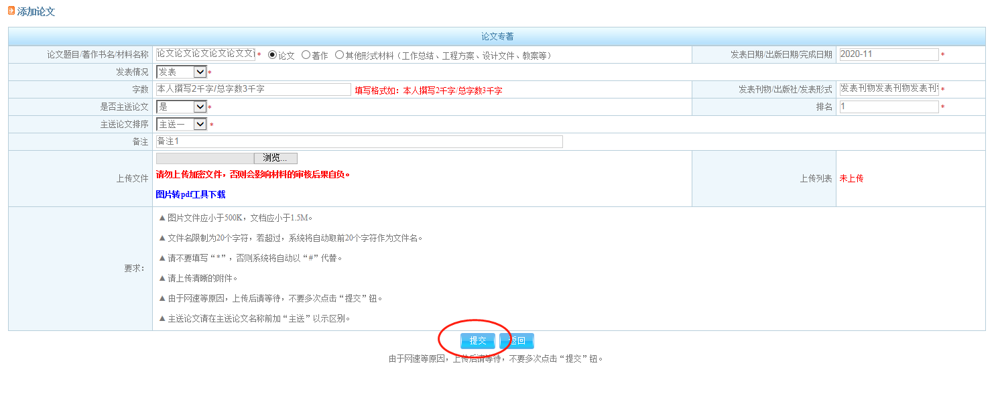 添加论文
论文专著
论文题目/著作书名/材料名称 论文论文论文论文论文文 * 论文 著作 其他形式材料（工作总结、工程方案、设计文件、教案等） 发表日期/出版日期/完成日期 2020-11 *
发表情况 发表 *
字数 本人撰写2千字/总字数3千字 填写格式如：本人撰写2千字/总字数3千字 发表刊物/出版社/发表形式 发表刊物发表刊物发表刊 *
是否主送论文 是 * 排名 1 *
主送论文排序 主送一 *
备注 备注1
上传文件 浏览... 上传列表 未上传
请勿上传加密文件，否则会影响材料的审核后果自负。
图片转pdf工具下载
要求：
▲ 图片文件应小于500K，文档应小于1.5M。
▲ 文件名限制为20个字符，若超过，系统将自动取前20个字符作为文件名。
▲ 请不要填写“*”，否则系统将自动以“#”代替。
▲ 请上传清晰的附件。
▲ 由于网速等原因，上传后请等待，不要多次点击“提交”钮。
▲ 主送论文请在主送论文名称前加“主送”以示区别。
提交 返回
由于网速等原因，上传后请等待，不要多次点击“提交”钮。